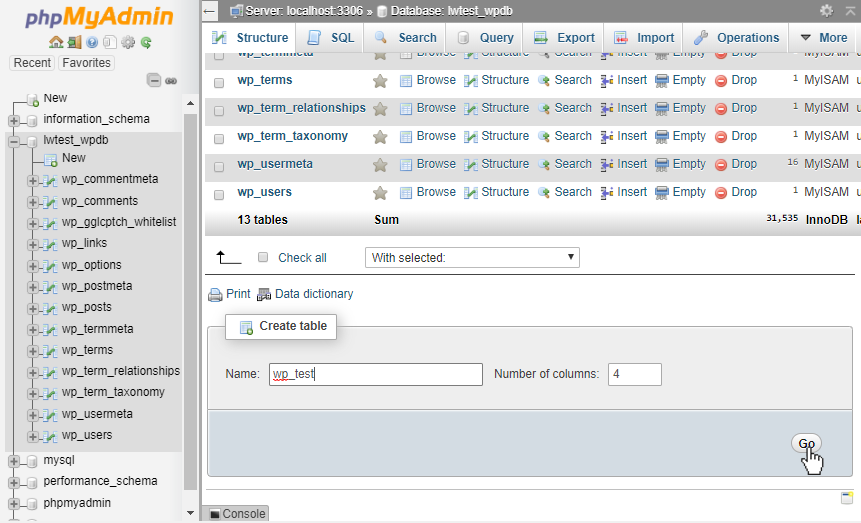 phpMyAdmin
Recent Favorites
New
information_schema
lwtest_wpdb
New
wp_commentmeta
wp_comments
wp_gglcptch_whitelist
wp_links
wp_options
wp_postmeta
wp_posts
wp_termmeta
wp_terms
wp_term_relationships
wp_term_taxonomy
wp_usermeta
wp_users
mysql
performance_schema
phpmyadmin
Server: localhost:3306 » Database: lwtest_wpdb
Structure SQL Search Query Export Import Operations More
wp_termmeta Browse Structure Search Insert Empty Drop
wp_terms Browse Structure Search Insert Empty Drop 1 MyISAM u
wp_term_relationships Browse Structure Search Insert Empty Drop 1 MyISAM u
wp_term_taxonomy Browse Structure Search Insert Empty Drop 1 MyISAM u
wp_usermeta Browse Structure Search Insert Empty Drop 16 MyISAM u
wp_users Browse Structure Search Insert Empty Drop 1 MyISAM u
13 tables Sum 31,535 InnoDB
Check all With selected:
Print Data dictionary
Create table
Name: wp_test Number of columns: 4
Go
Console